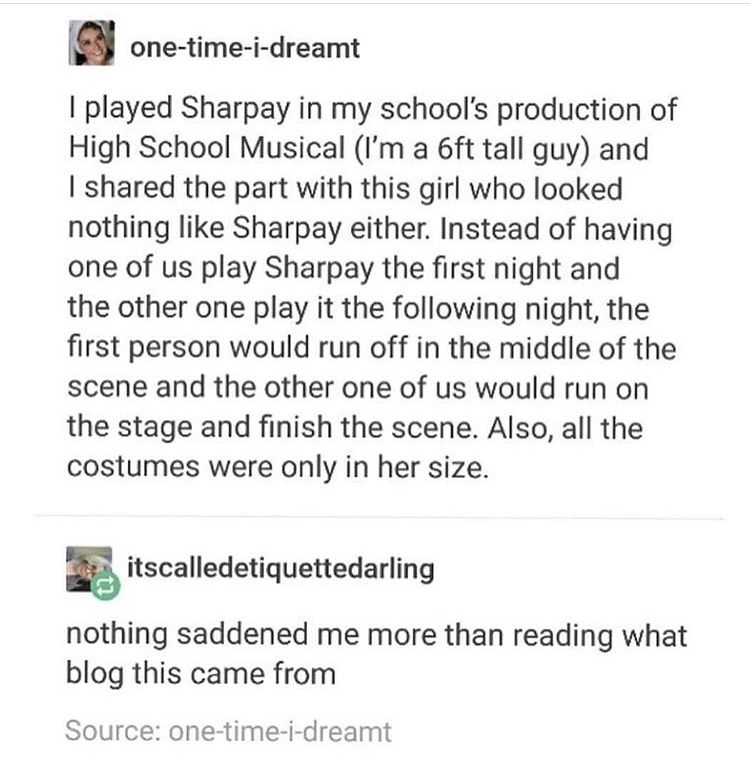 one-time-i-dreamt
I played Sharpay in my school's production of
High School Musical (I'm a 6ft tall guy) and
I shared the part with this girl who looked
nothing like Sharpay either. Instead of having
one of us play Sharpay the first night and
the other one play it the following night, the
first person would run off in the middle of the
scene and the other one of us would run on
the stage and finish the scene. Also, all the
costumes were only in her size.
itscalledetiquettedarling
nothing saddened me more than reading what
blog this came from
Source: one-time-i-dreamt